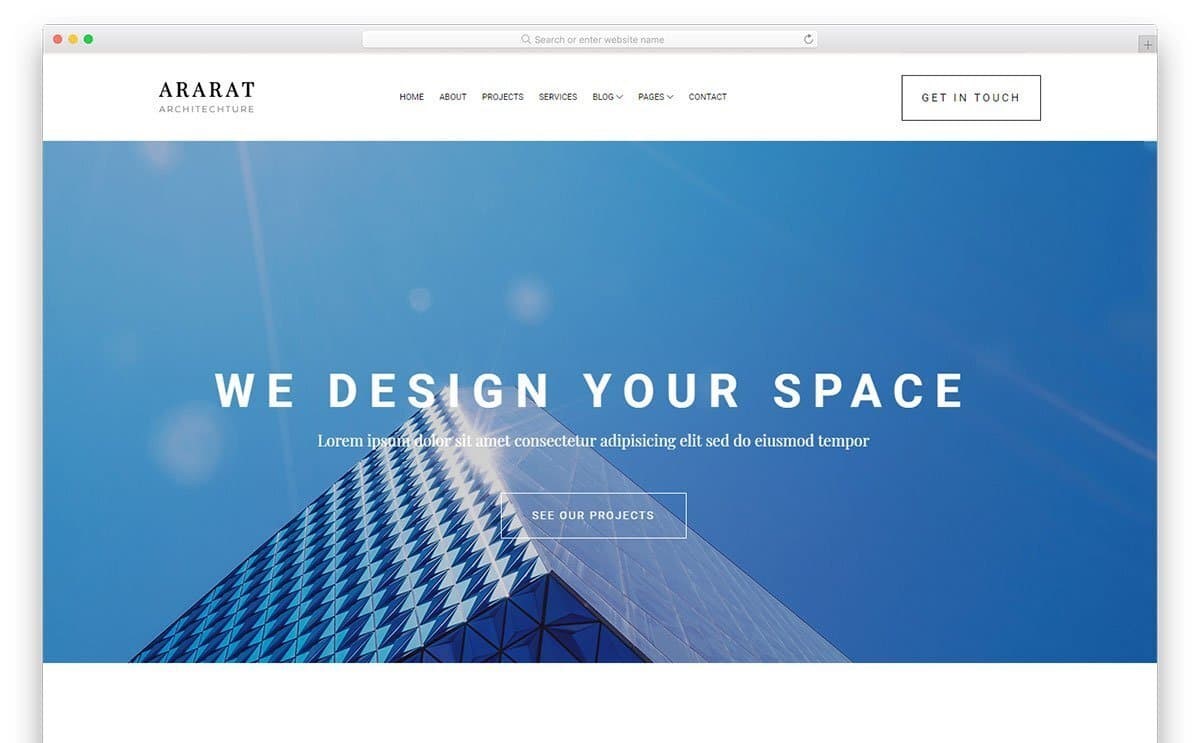 Search or enter website name
ARARAT
ARCHITECHTURE
HOME ABOUT PROJECTS SERVICES BLOG PAGES CONTACT
GET IN TOUCH
WE DESIGN YOUR SPACE
Lorem ipsum dolor sit amet consectetur adipisicing elit sed do eiusmod tempor
SEE OUR PROJECTS